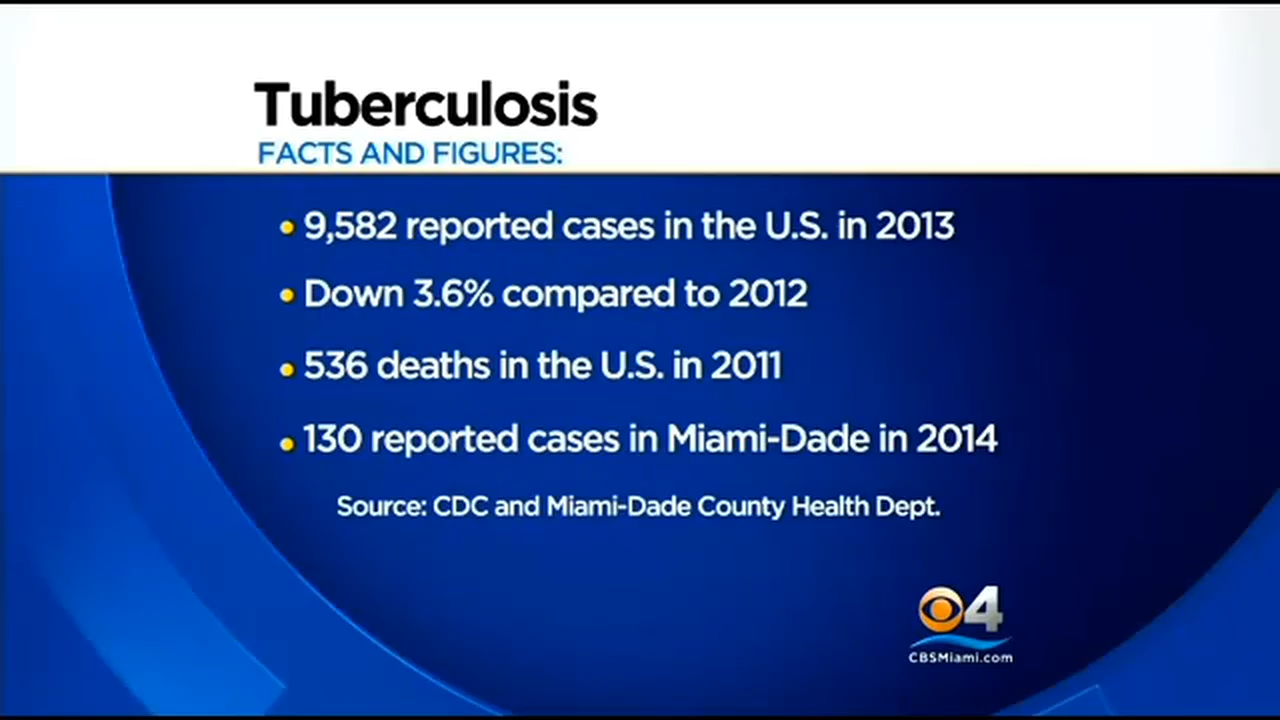 Tuberculosis
FACTS AND FIGURES:
• 9,582 reported cases in the U.S. in 2013
• Down 3.6% compared to 2012
• 536 deaths in the U.S. in 2011
• 130 reported cases in Miami-Dade in 2014
Source: CDC and Miami-Dade County Health Dept.
4
CBSMiami.com